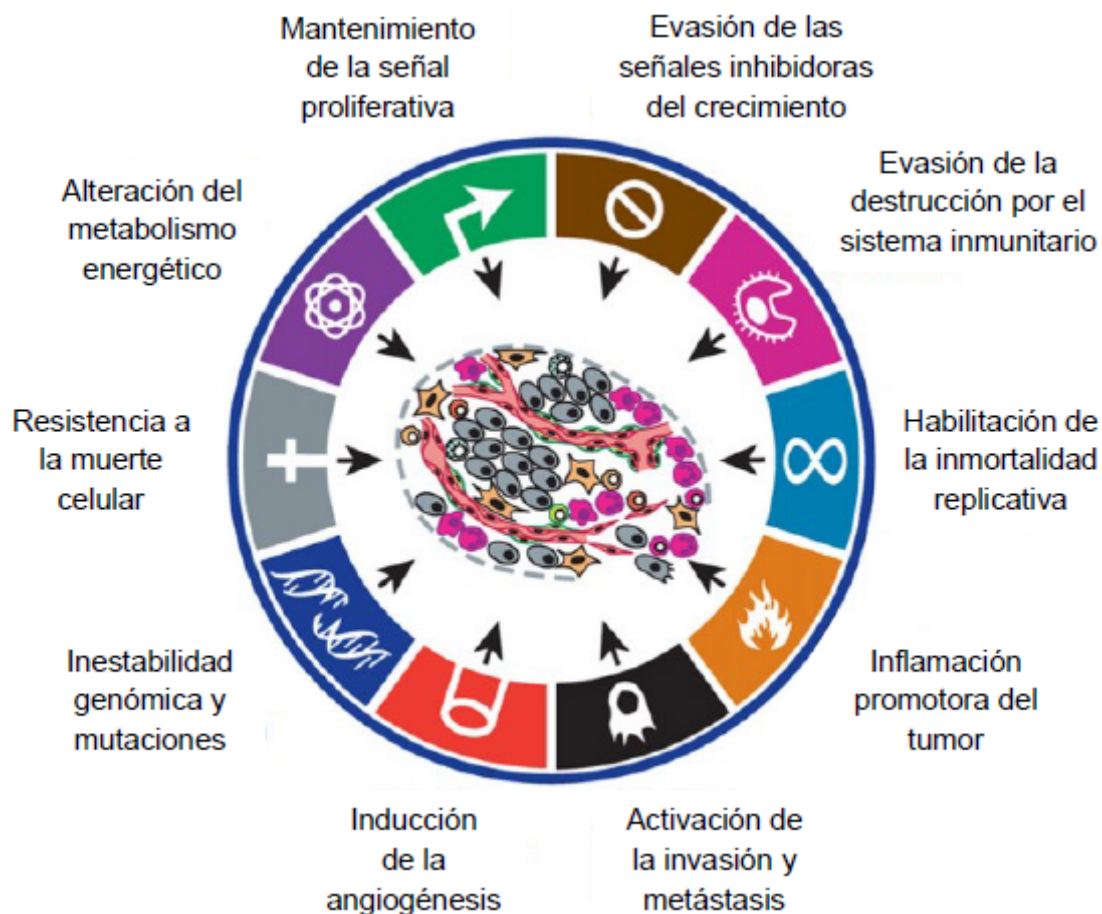 Mantenimiento
de la señal
proliferativa
Evasión de las
señales inhibidoras
del crecimiento
Evasión de la
destrucción por el
sistema inmunitario
Habilitación de
la inmortalidad
replicativa
Inflamación
promotora del
tumor
Activación de
la invasión y
metástasis
Inducción
de la
angiogénesis
Inestabilidad
genómica y
mutaciones
Resistencia a
la muerte
celular
Alteración del
metabolismo
energético